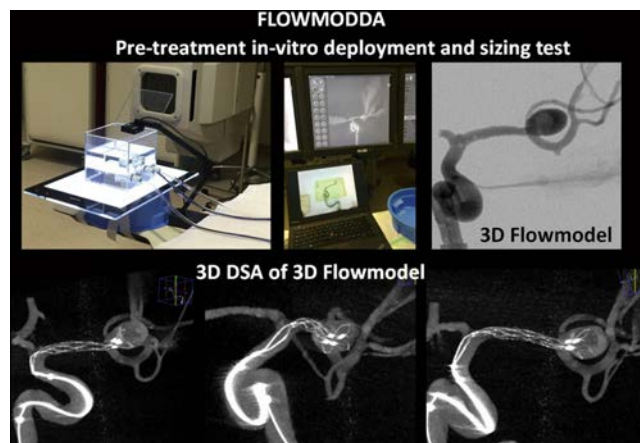 FLOWMODDA
Pre-treatment in-vitro deployment and sizing test
3D Flowmodel
3D DSA of 3D Flowmodel